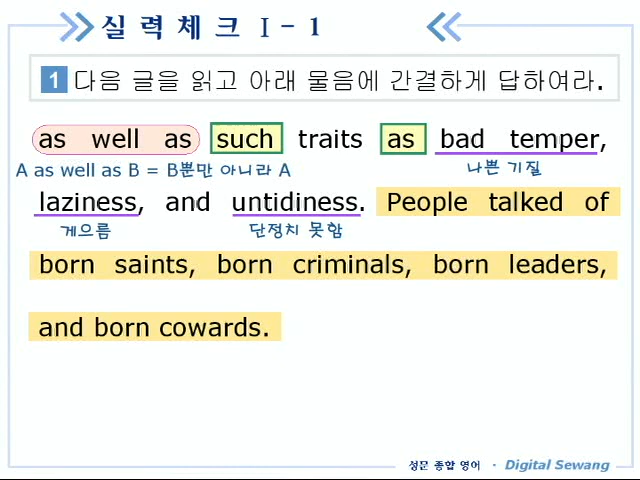 실 력 체 크 I - 1
1 다음 글을 읽고 아래 물음에 간결하게 답하여라.
as well as such traits as bad temper,
A as well as B = B뿐만 아니라 A 나쁜 기질
laziness, and untidiness. People talked of
게으름 단정치 못함
born saints, born criminals, born leaders,
and born cowards.
성문 종합 영어 · Digital Sewang